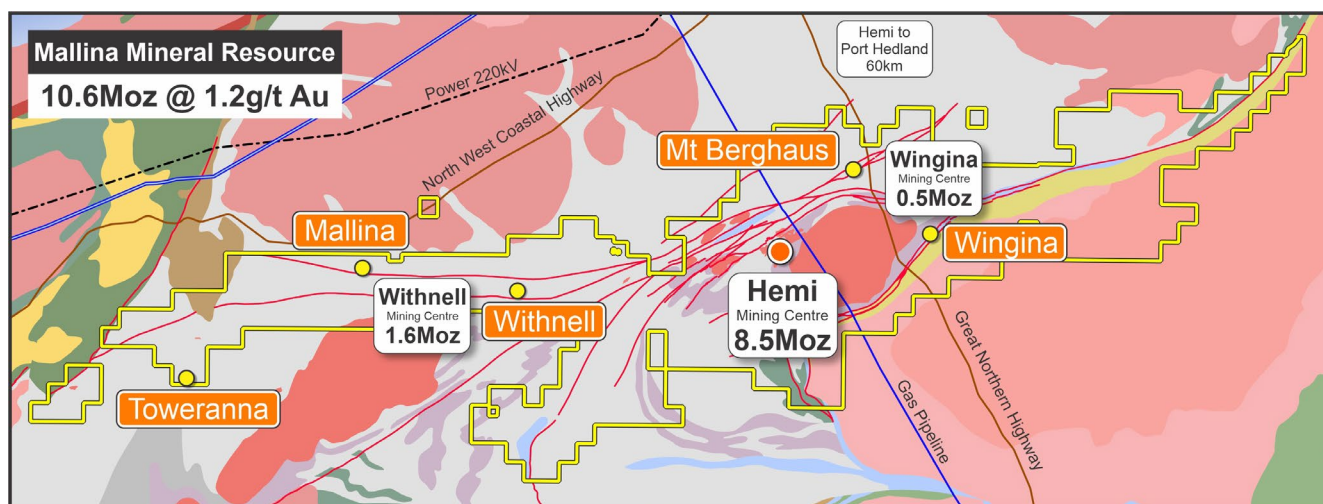 Mallina Mineral Resource
10.6Moz @ 1.2g/t Au
Power 220kV
North West Coastal Highway
Hemi to
Port Hedland
60km
Mt Berghaus
Wingina
Mining Centre
0.5Moz
Mallina
Wingina
Withnell
Mining Centre
1.6Moz
Withnell
Hemi
Mining Centre
8.5Moz
Toweranna
Gas Pipeline
Great Northern Highway